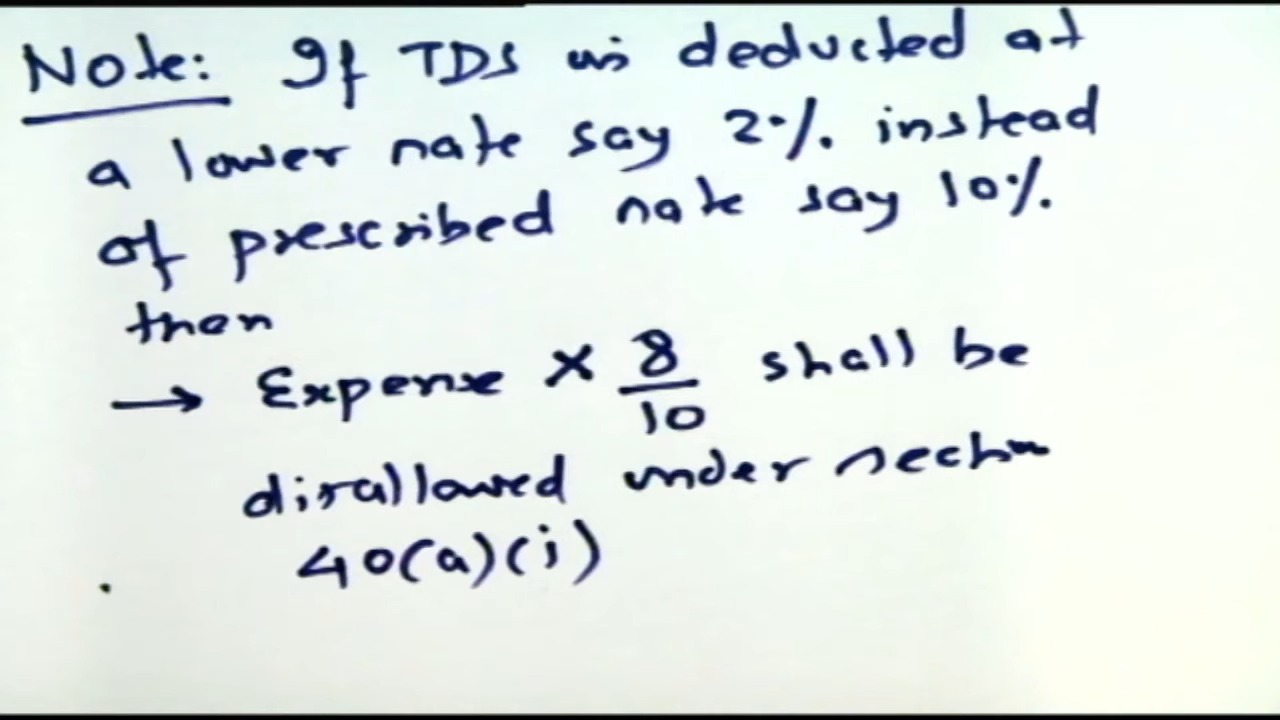 Note: If TDS is deducted at
a lower rate say 2% instead
of prescribed rate say 10%
then
→ Expense × 8/10 shall be
disallowed under section
40(a)(i)